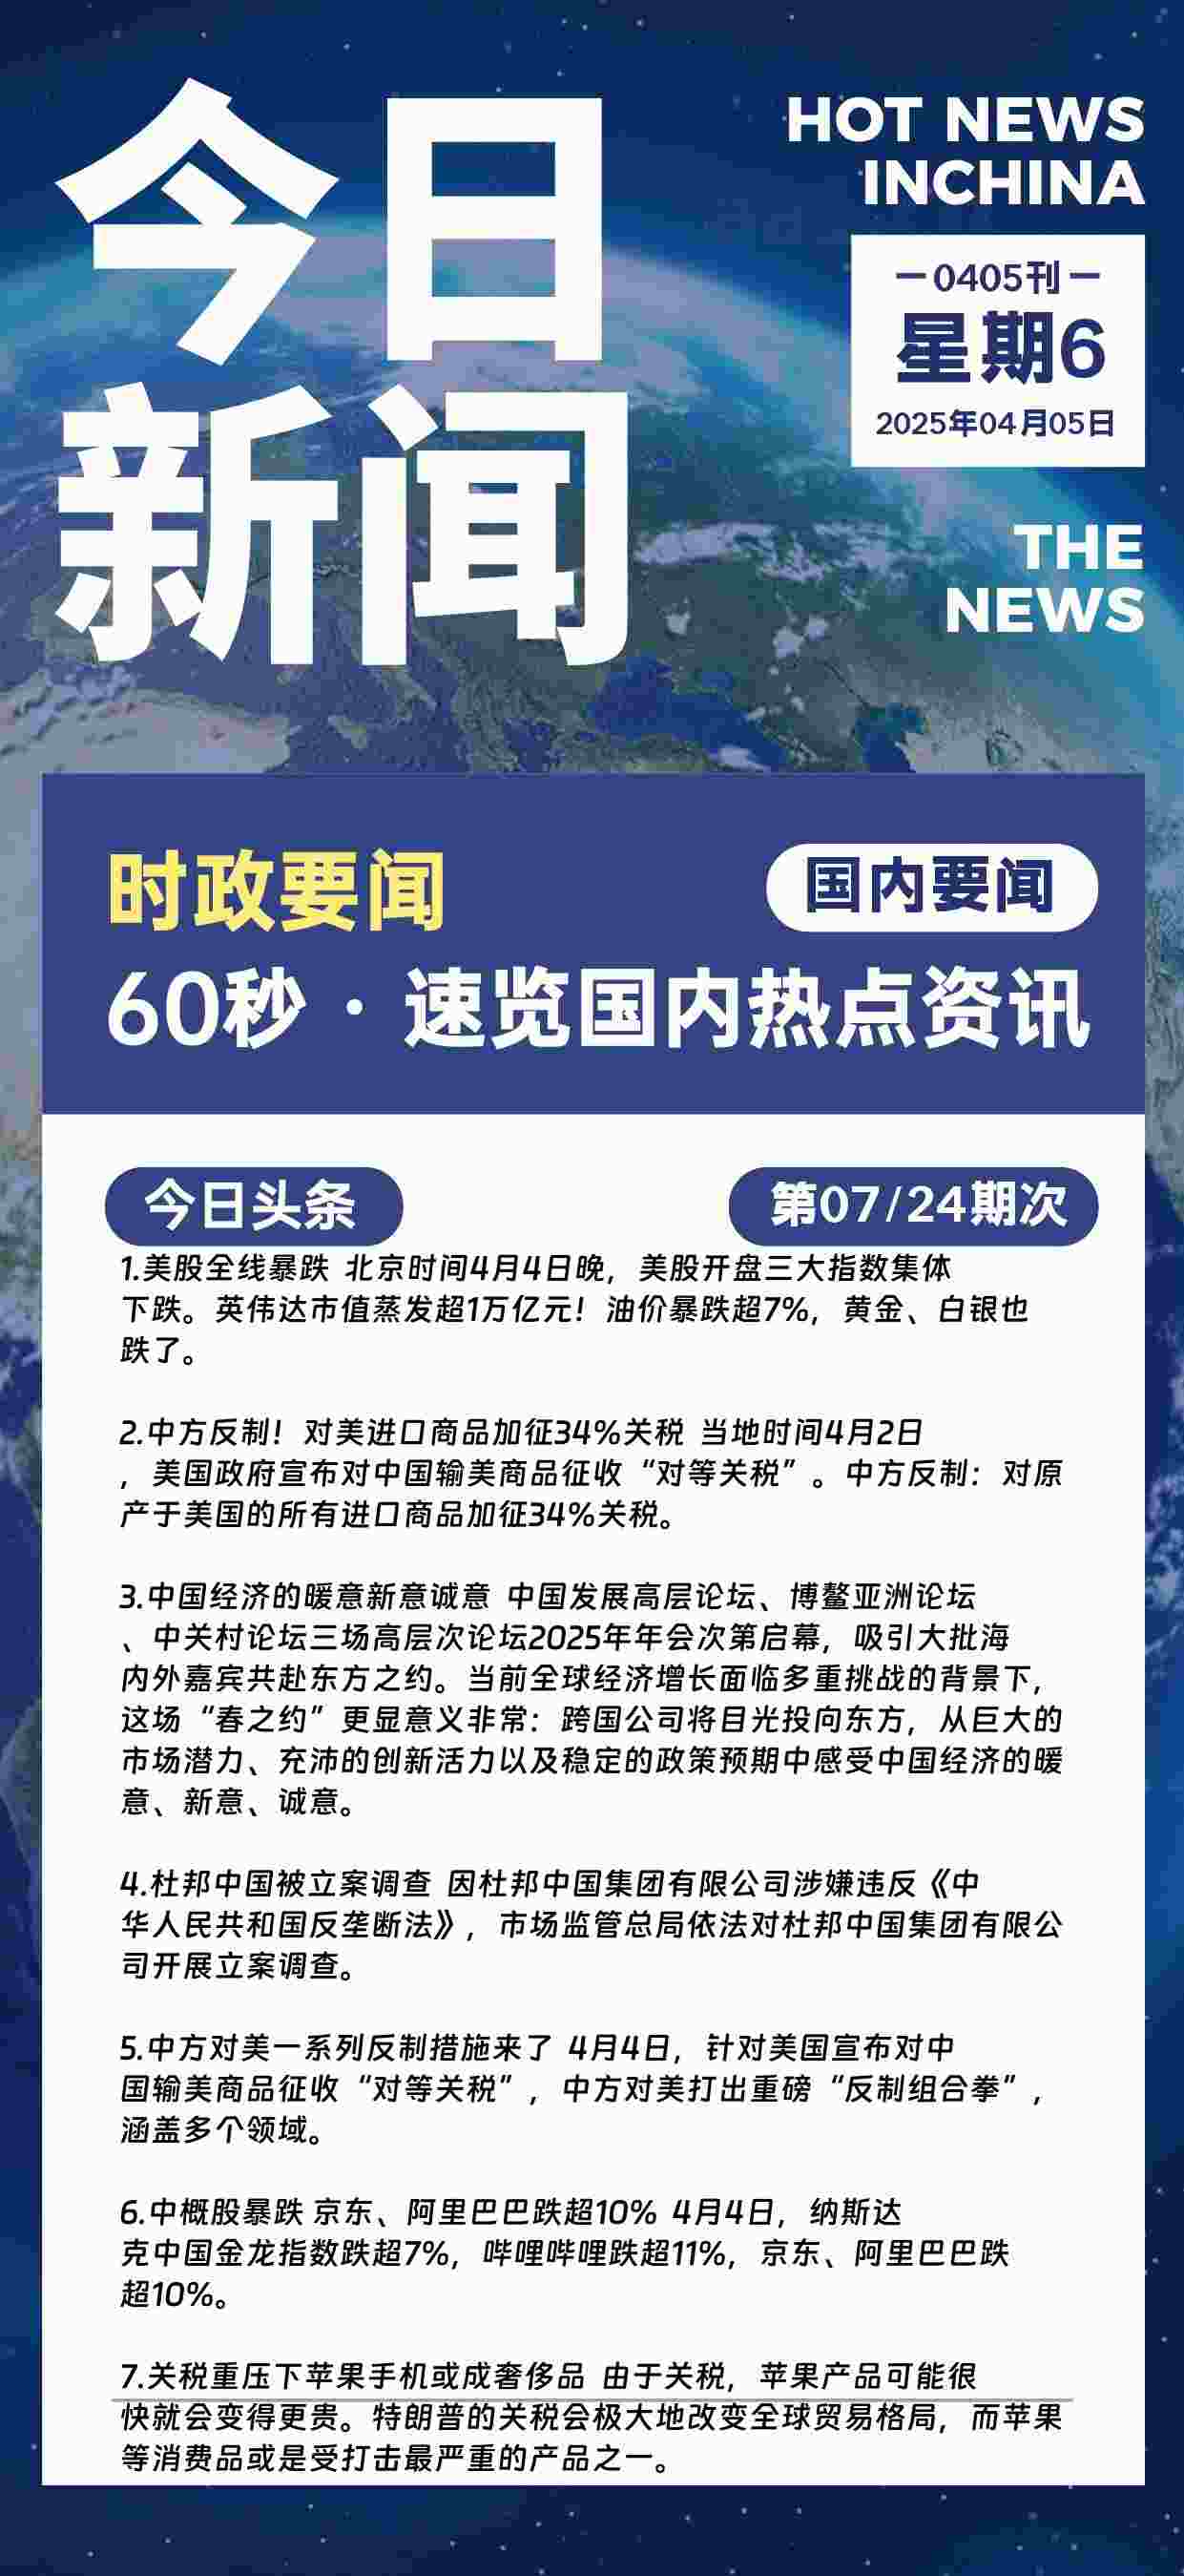 今日
新闻
HOT NEWS
INCHINA
—0405刊—
星期6
2025年04月05日
THE
NEWS
时政要闻
国内要闻
60秒·速览国内热点资讯
今日头条
第07/24期次
1.美股全线暴跌 北京时间4月4日晚，美股开盘三大指数集体
下跌。英伟达市值蒸发超1万亿元！油价暴跌超7%，黄金、白银也
跌了。
2.中方反制！对美进口商品加征34%关税 当地时间4月2日
，美国政府宣布对中国输美商品征收“对等关税”。中方反制：对原
产于美国的所有进口商品加征34%关税。
3.中国经济的暖意新意诚意 中国发展高层论坛、博鳌亚洲论坛
、中关村论坛三场高层次论坛2025年年会次第启幕，吸引大批海
内外嘉宾共赴东方之约。当前全球经济增长面临多重挑战的背景下，
这场“春之约”更显意义非常：跨国公司将目光投向东方，从巨大的
市场潜力、充沛的创新活力以及稳定的政策预期中感受中国经济的暖
意、新意、诚意。
4.杜邦中国被立案调查 因杜邦中国集团有限公司涉嫌违反《中
华人民共和国反垄断法》，市场监管总局依法对杜邦中国集团有限公
司开展立案调查。
5.中方对美一系列反制措施来了 4月4日，针对美国宣布对中
国输美商品征收“对等关税”，中方对美打出重磅“反制组合拳”，
涵盖多个领域。
6.中概股暴跌 京东、阿里巴巴跌超10% 4月4日，纳斯达
克中国金龙指数跌超7%，哔哩哔哩跌超11%，京东、阿里巴巴跌
超10%。
7.关税重压下苹果手机或成奢侈品 由于关税，苹果产品可能很
快就会变得更贵。特朗普的关税会极大地改变全球贸易格局，而苹果
等消费品或是受打击最严重的产品之一。